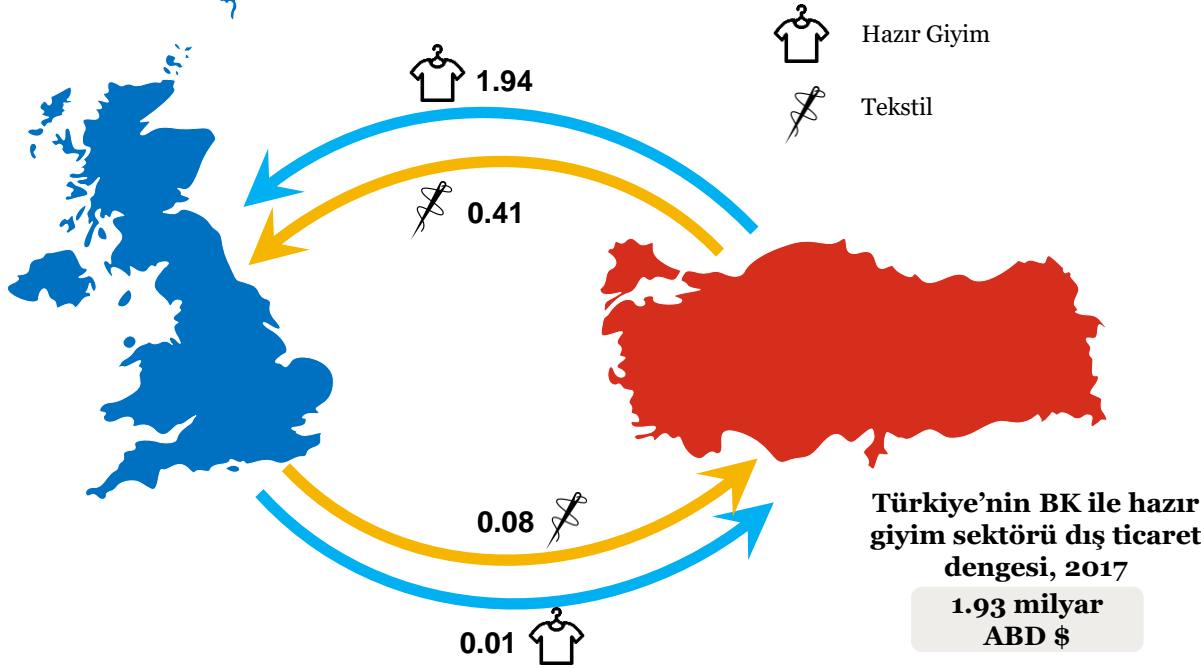 Hazır Giyim
1.94
Tekstil
0.41
0.08
Türkiye’nin BK ile hazır
giyim sektörü dış ticaret
dengesi, 2017
1.93 milyar
ABD $
0.01